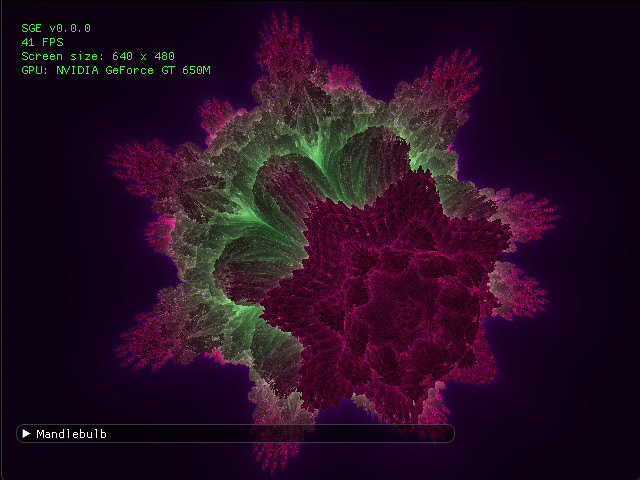 SGE v0.0.0
41 FPS
Screen size: 640 x 480
GPU: NVIDIA GeForce GT 650M
Mandlebulb